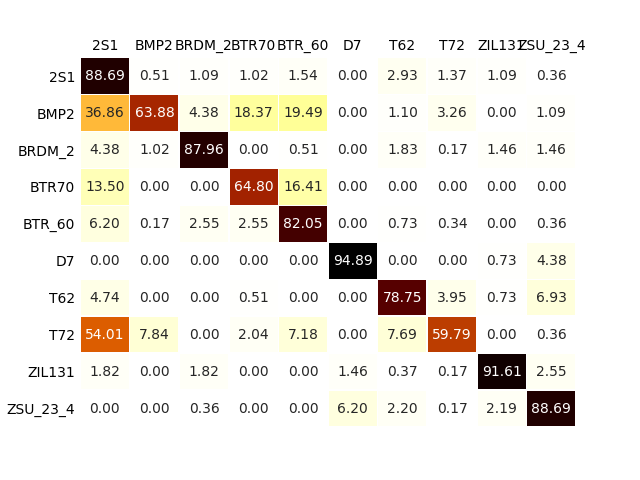 2S1 BMP2 BRDM_2 BTR70 BTR_60 D7 T62 T72 ZIL131 ZSU_23_4
2S1 88.69 0.51 1.09 1.02 1.54 0.00 2.93 1.37 1.09 0.36
BMP2 36.86 63.88 4.38 18.37 19.49 0.00 1.10 3.26 0.00 1.09
BRDM_2 4.38 1.02 87.96 0.00 0.51 0.00 1.83 0.17 1.46 1.46
BTR70 13.50 0.00 0.00 64.80 16.41 0.00 0.00 0.00 0.00 0.00
BTR_60 6.20 0.17 2.55 2.55 82.05 0.00 0.73 0.34 0.00 0.36
D7 0.00 0.00 0.00 0.00 0.00 94.89 0.00 0.00 0.73 4.38
T62 4.74 0.00 0.00 0.51 0.00 0.00 78.75 3.95 0.73 6.93
T72 54.01 7.84 0.00 2.04 7.18 0.00 7.69 59.79 0.00 0.36
ZIL131 1.82 0.00 1.82 0.00 0.00 1.46 0.37 0.17 91.61 2.55
ZSU_23_4 0.00 0.00 0.36 0.00 0.00 6.20 2.20 0.17 2.19 88.69